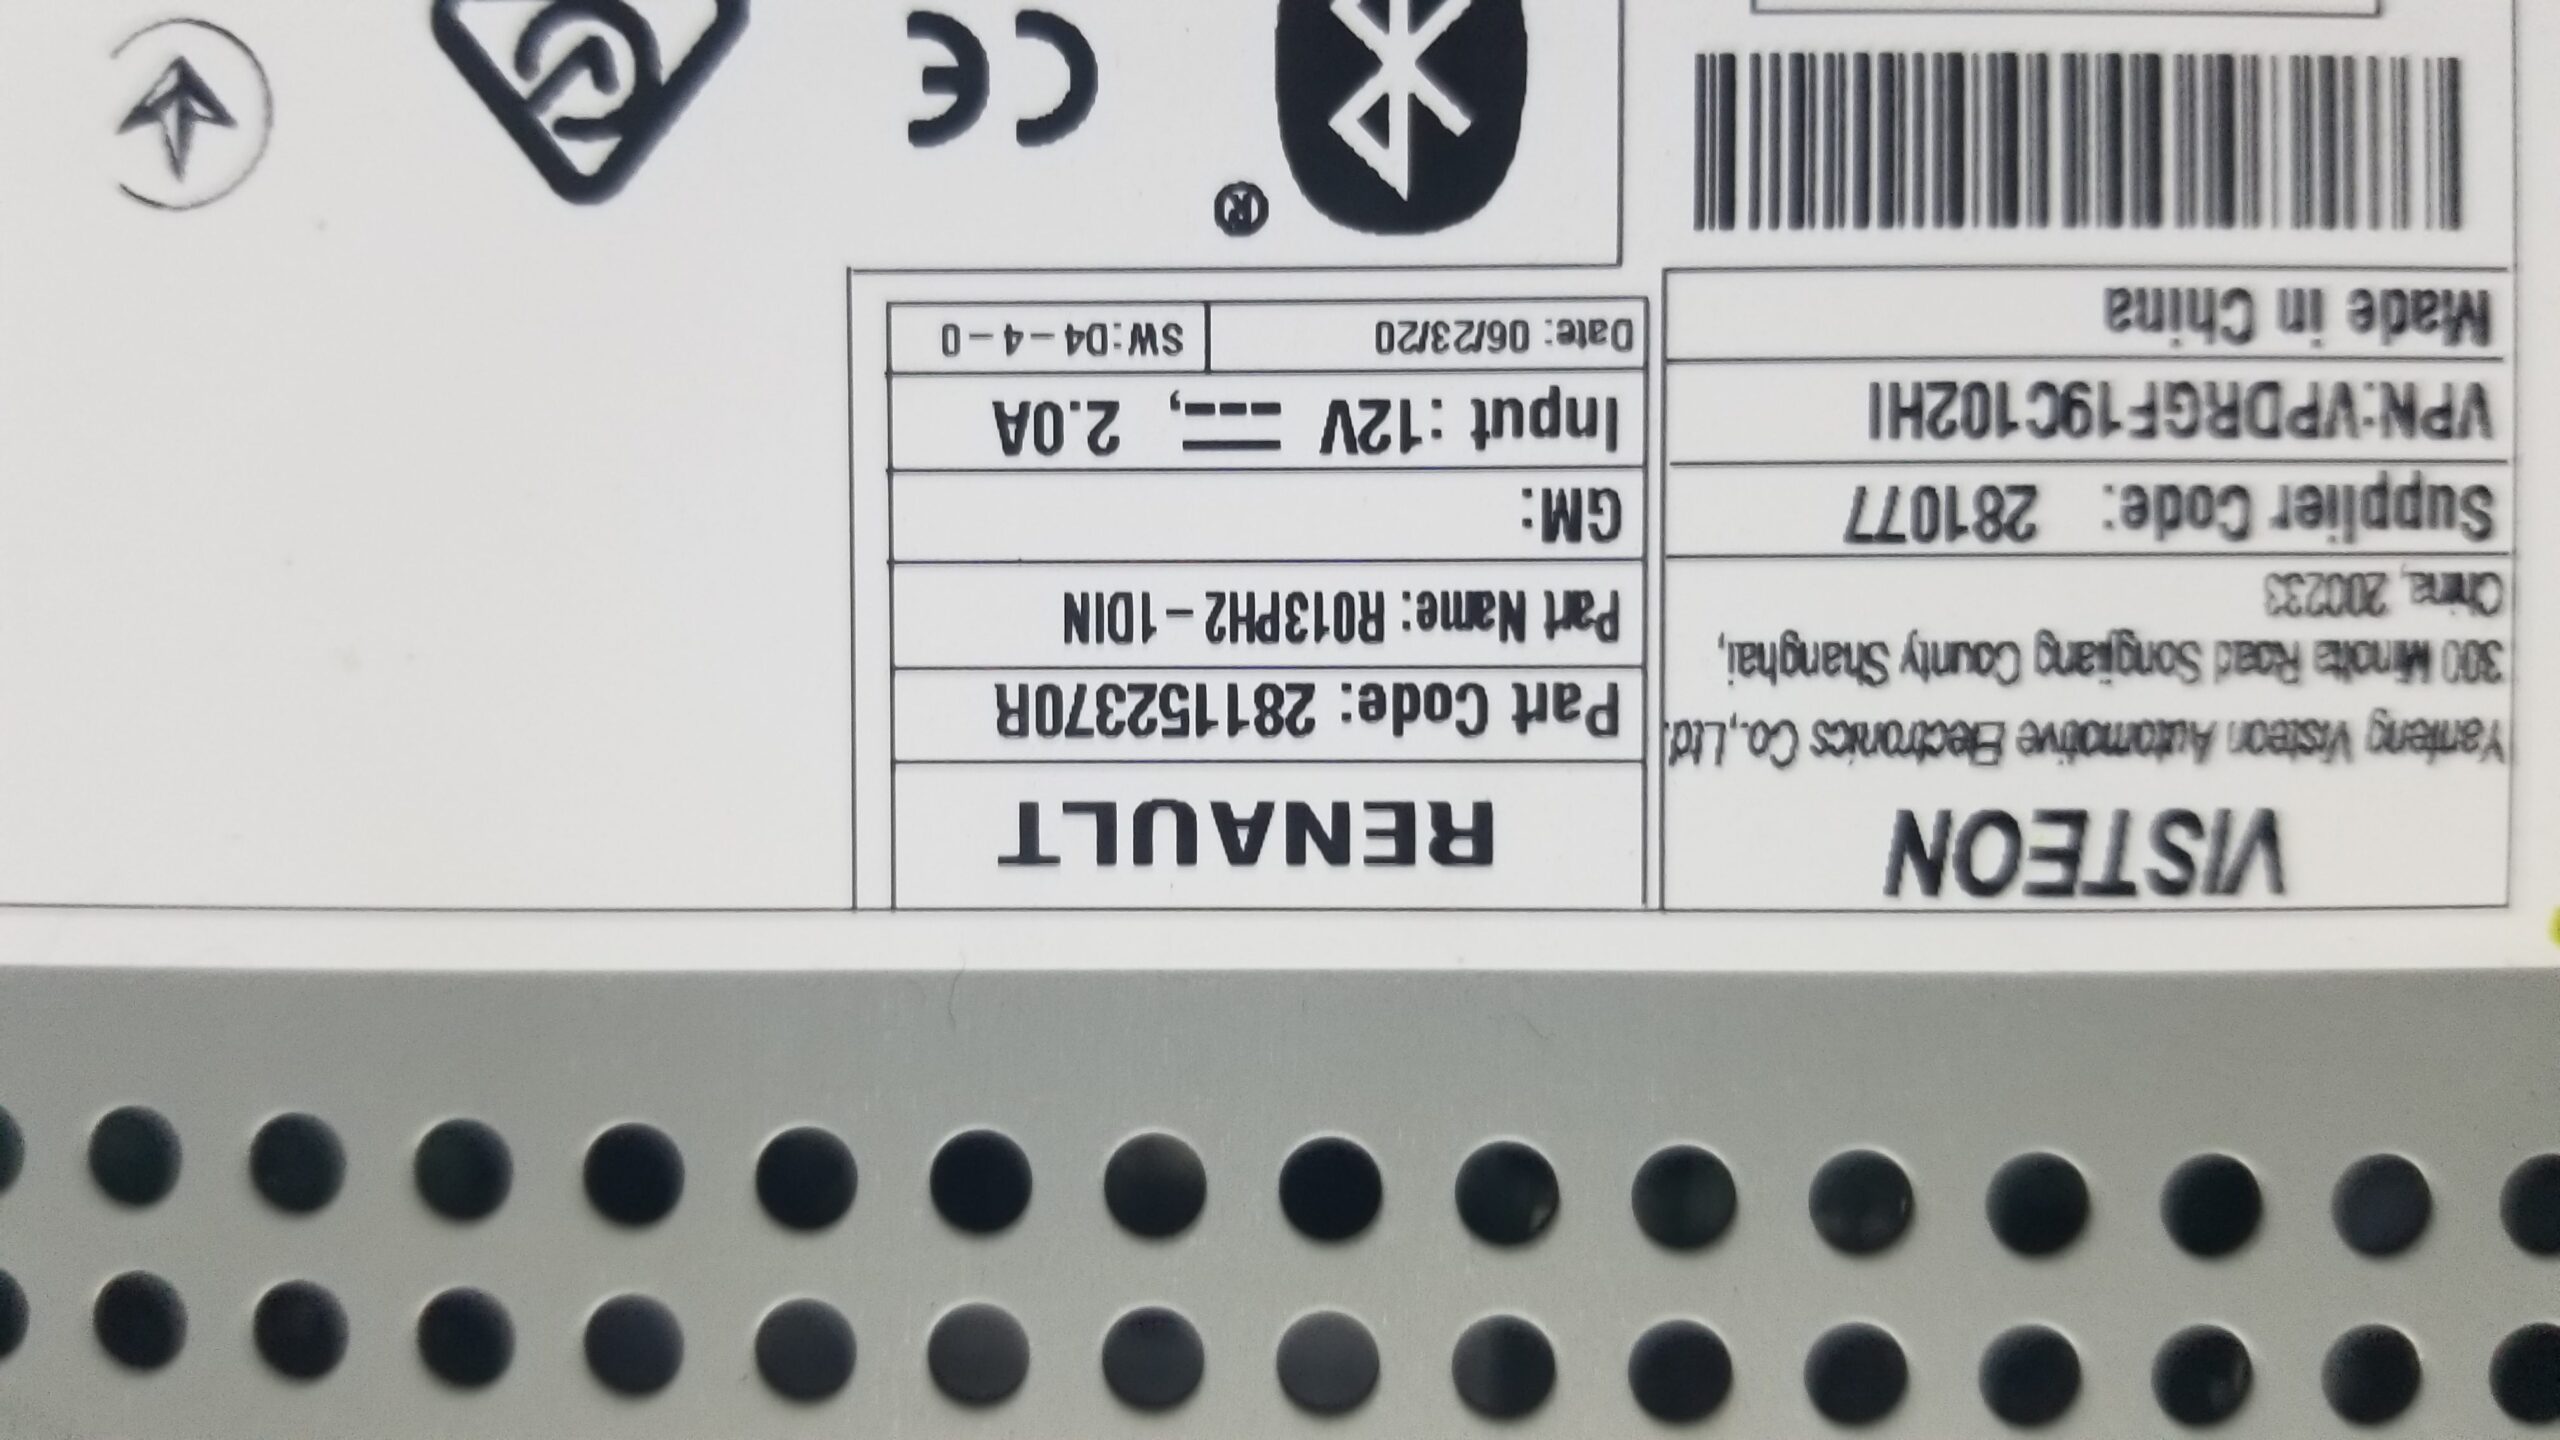 VISTEON
Yanfeng Visteon Automotive Electronics Co.,Ltd.
300 Minolta Road Songjiang County Shanghai,
China, 200233
Supplier Code: 281077
VPN:VPDRGF19C102HI
Made in China
RENAULT
Part Code: 281152370R
Part Name: R013PH2-1DIN
GM:
Input :12V ⎓, 2.0A
Date: 06/23/20 SW:D4-4-0
®
CE